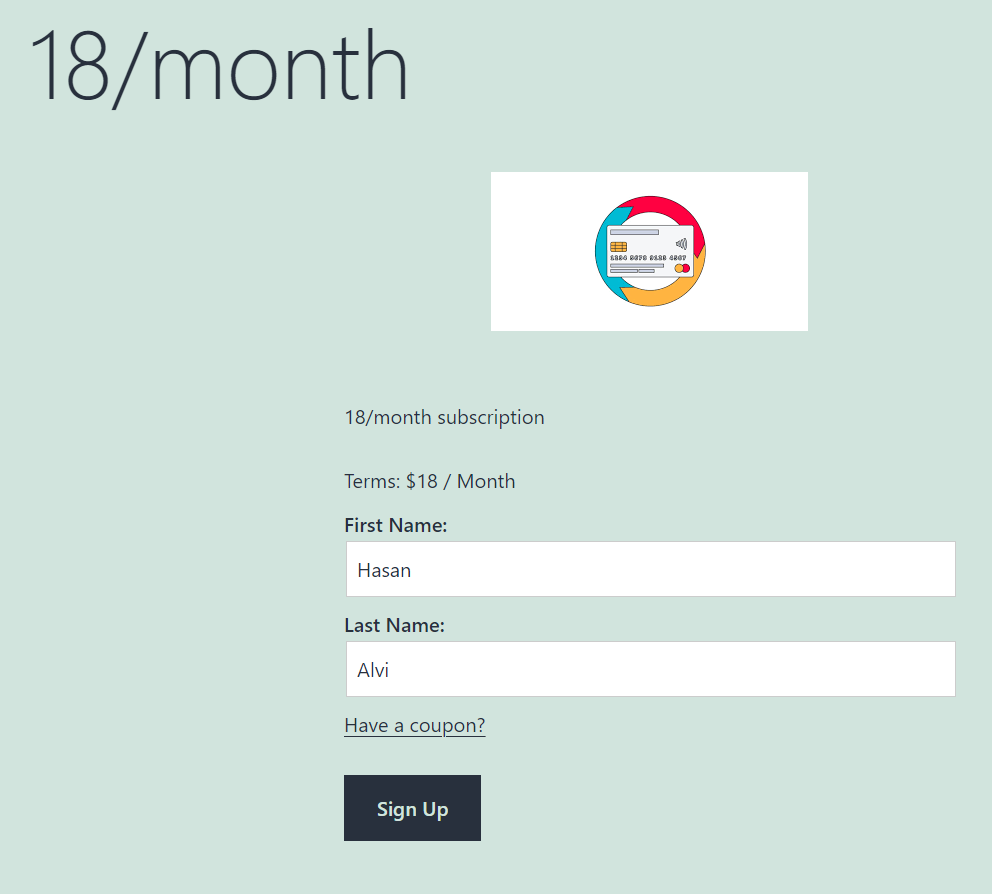 18/month
1234 5678 9123 4567
18/month subscription
Terms: $18 / Month
First Name:
Hasan
Last Name:
Alvi
Have a coupon?
Sign Up